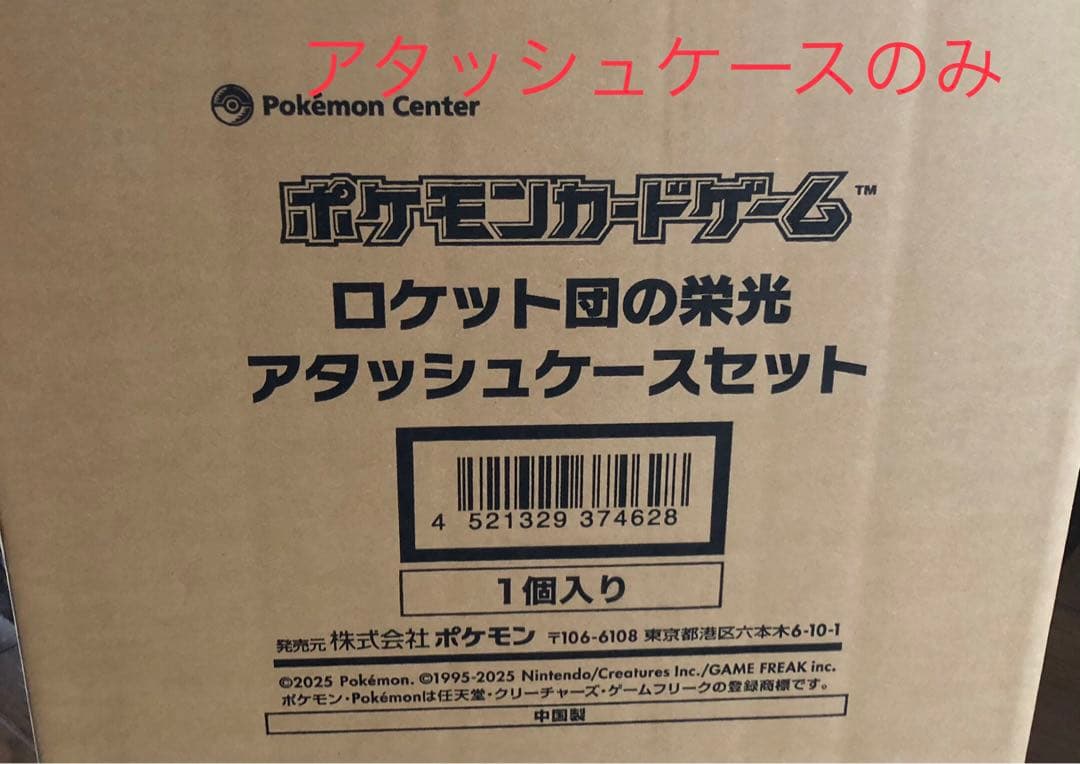 アタッシュケースのみ
Pokémon Center
ポケモンカードゲーム™
ロケット団の栄光
アタッシュケースセット
4 521329 374628
1個入り
発売元 株式会社 ポケモン 〒106-6108 東京都港区六本木6-10-1
©2025 Pokémon. ©1995-2025 Nintendo/Creatures Inc./GAME FREAK inc.
ポケモン・Pokémonは任天堂・クリーチャーズ・ゲームフリークの登録商標です。
中国製